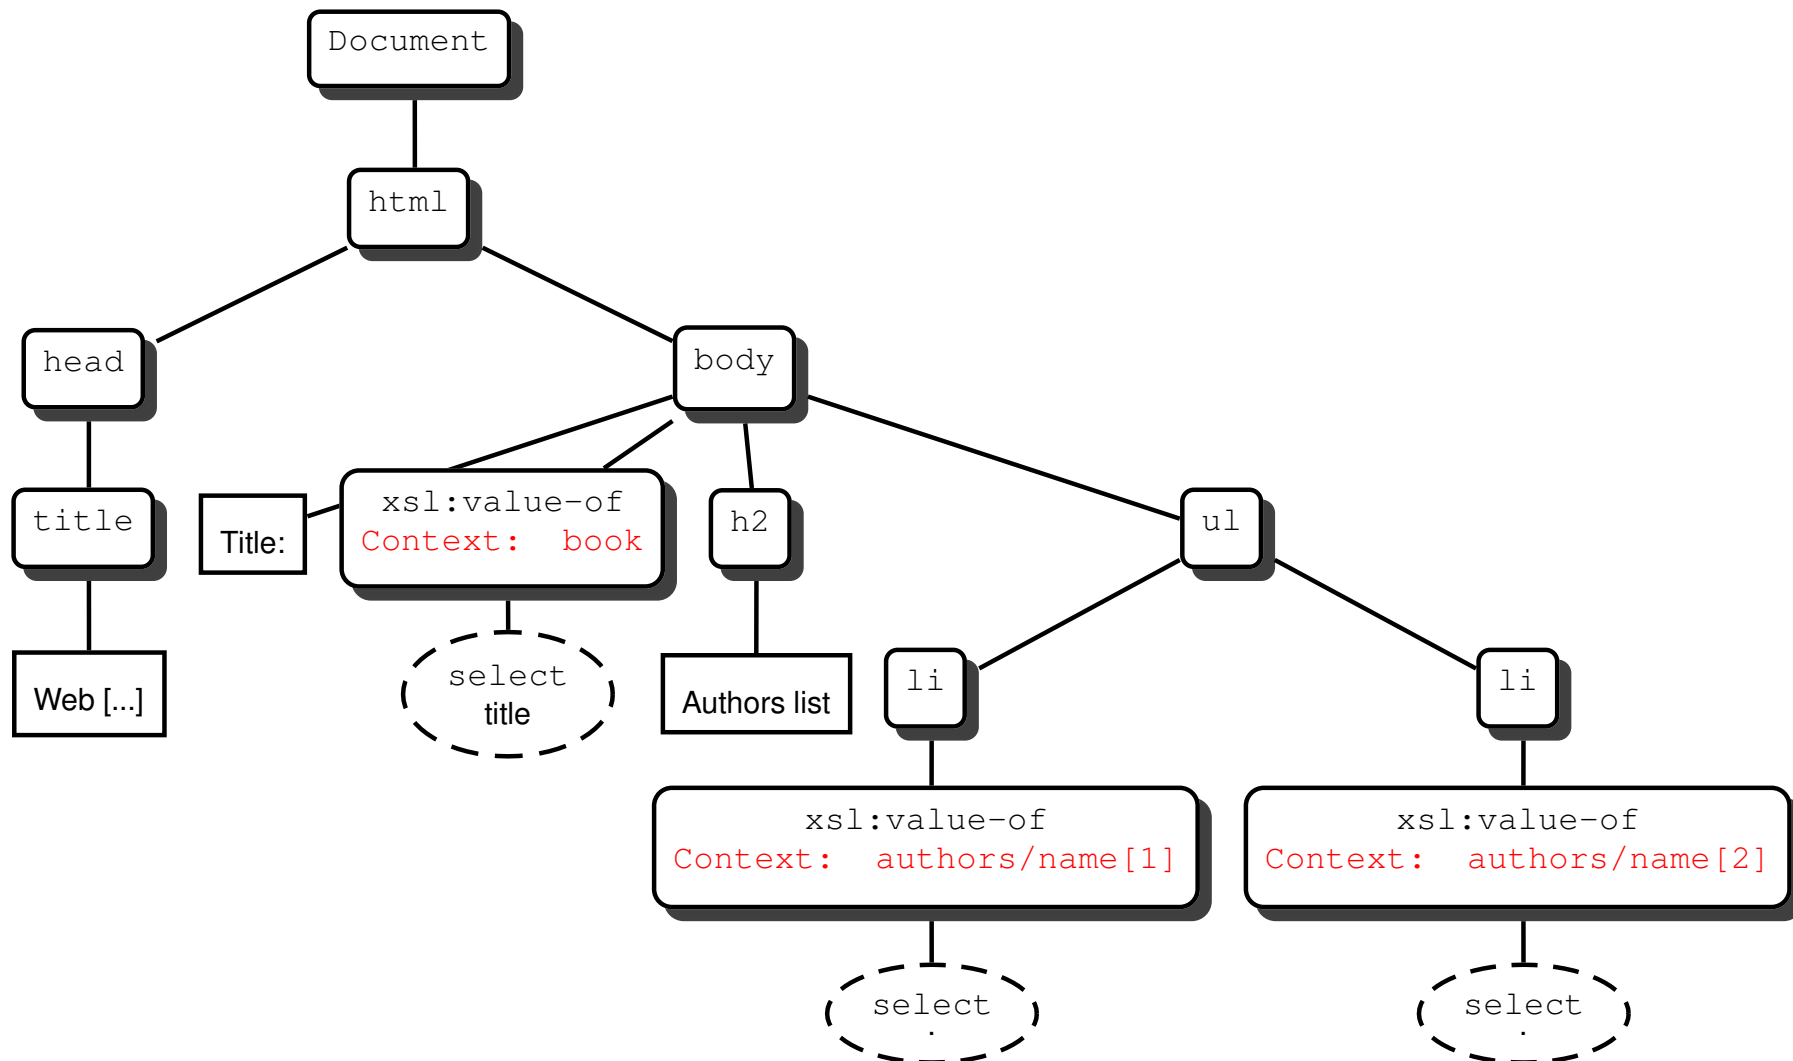 Document
html
head
body
title
Title:
xsl:value-of
Context: book
h2
ul
Web [...]
select
title
Authors list
li
li
xsl:value-of
Context: authors/name[1]
xsl:value-of
Context: authors/name[2]
select
.
select
.